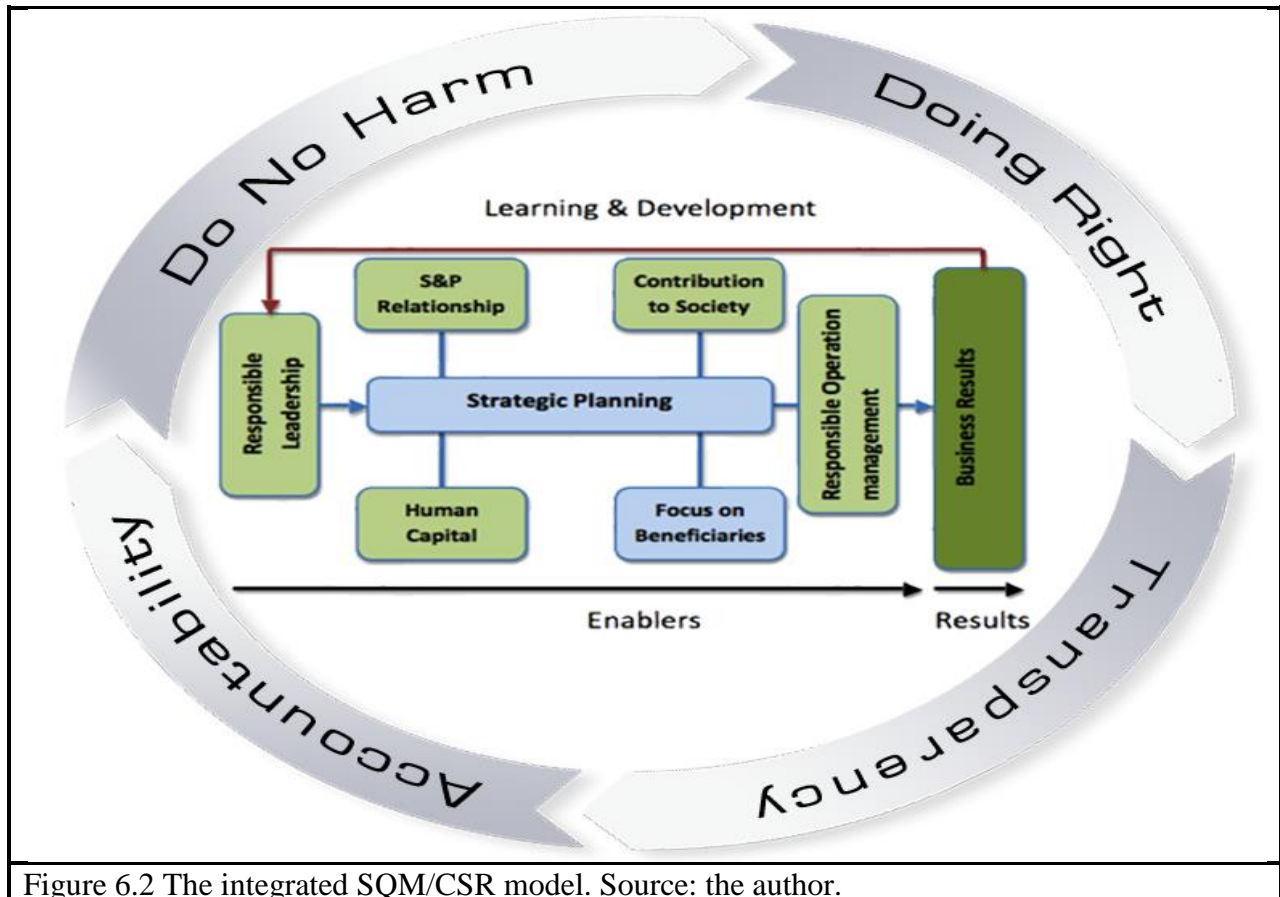 Do No Harm
Doing Right
Learning & Development
S&P
Relationship
Contribution
to Society
Responsible
Leadership
Strategic Planning
Responsible Operation
management
Business Results
Human
Capital
Focus on
Beneficiaries
Enablers
Results
Accountability
Transparency
Figure 6.2 The integrated SQM/CSR model. Source: the author.